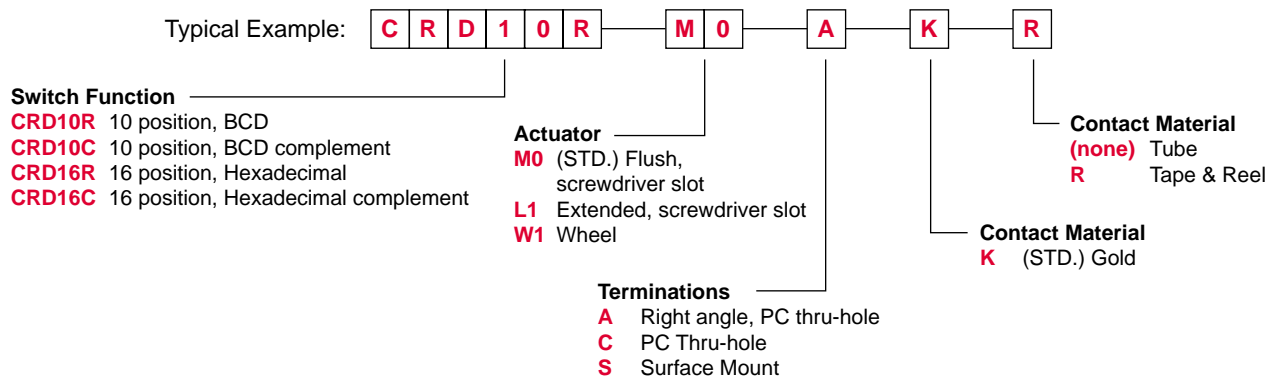 Typical Example: C R D 1 0 R M 0 A K R
Switch Function
CRD10R 10 position, BCD
CRD10C 10 position, BCD complement
CRD16R 16 position, Hexadecimal
CRD16C 16 position, Hexadecimal complement
Actuator
M0 (STD.) Flush,
screwdriver slot
L1 Extended, screwdriver slot
W1 Wheel
Terminations
A Right angle, PC thru-hole
C PC Thru-hole
S Surface Mount
Contact Material
K (STD.) Gold
Contact Material
(none) Tube
R Tape & Reel